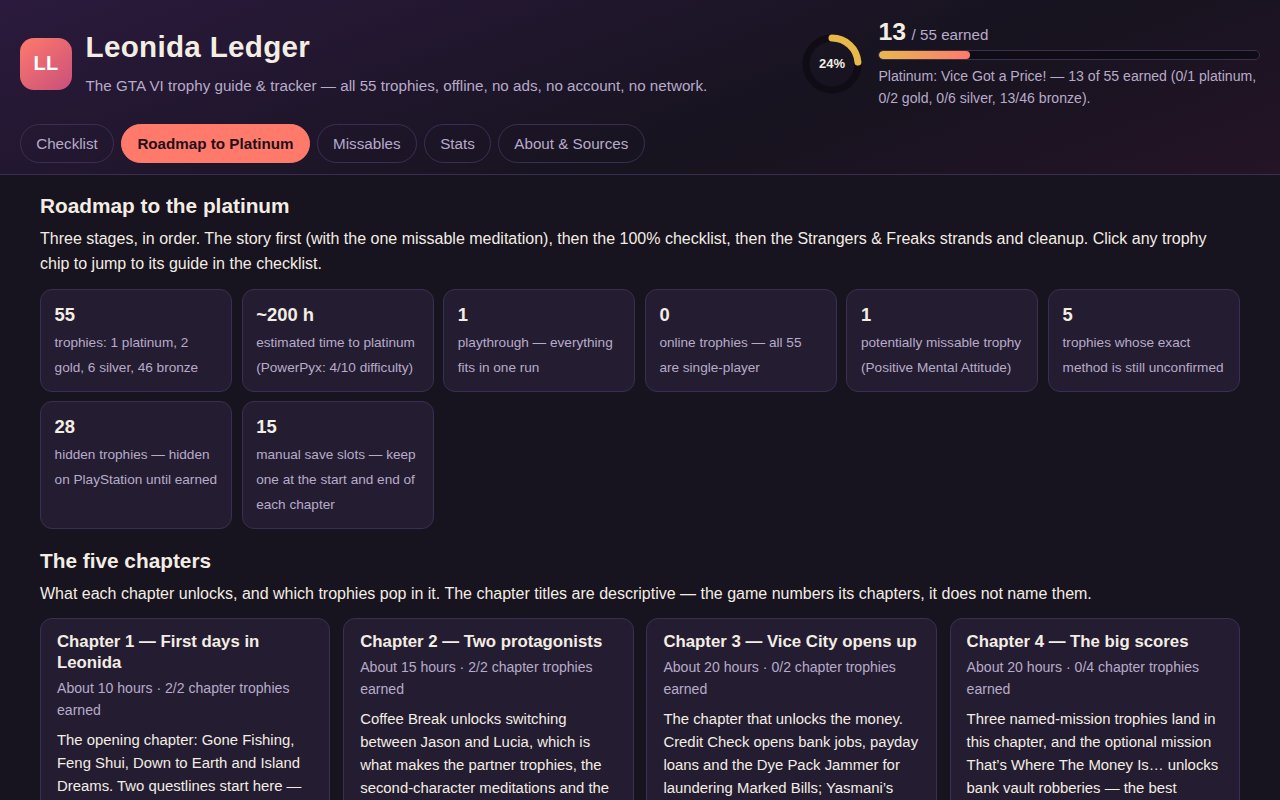 LL
Leonida Ledger
The GTA VI trophy guide & tracker — all 55 trophies, offline, no ads, no account, no network.
24%
13 / 55 earned
Platinum: Vice Got a Price! — 13 of 55 earned (0/1 platinum,
0/2 gold, 0/6 silver, 13/46 bronze).
Checklist
Roadmap to Platinum
Missables
Stats
About & Sources
Roadmap to the platinum
Three stages, in order. The story first (with the one missable meditation), then the 100% checklist, then the Strangers & Freaks strands and cleanup. Click any trophy
chip to jump to its guide in the checklist.
55
trophies: 1 platinum, 2
gold, 6 silver, 46 bronze
~200 h
estimated time to platinum
(PowerPyx: 4/10 difficulty)
1
playthrough — everything
fits in one run
0
online trophies — all 55
are single-player
1
potentially missable trophy
(Positive Mental Attitude)
5
trophies whose exact
method is still unconfirmed
28
hidden trophies — hidden
on PlayStation until earned
15
manual save slots — keep
one at the start and end of
each chapter
The five chapters
What each chapter unlocks, and which trophies pop in it. The chapter titles are descriptive — the game numbers its chapters, it does not name them.
Chapter 1 — First days in
Leonida
About 10 hours · 2/2 chapter trophies
earned
The opening chapter: Gone Fishing,
Feng Shui, Down to Earth and Island
Dreams. Two questlines start here —
Chapter 2 — Two protagonists
About 15 hours · 2/2 chapter trophies
earned
Coffee Break unlocks switching
between Jason and Lucia, which is
what makes the partner trophies, the
second-character meditations and the
Chapter 3 — Vice City opens up
About 20 hours · 0/2 chapter trophies
earned
The chapter that unlocks the money.
Credit Check opens bank jobs, payday
loans and the Dye Pack Jammer for
laundering Marked Bills; Yasmani’s
Chapter 4 — The big scores
About 20 hours · 0/4 chapter trophies
earned
Three named-mission trophies land in
this chapter, and the optional mission
That’s Where The Money Is… unlocks
bank vault robberies — the best